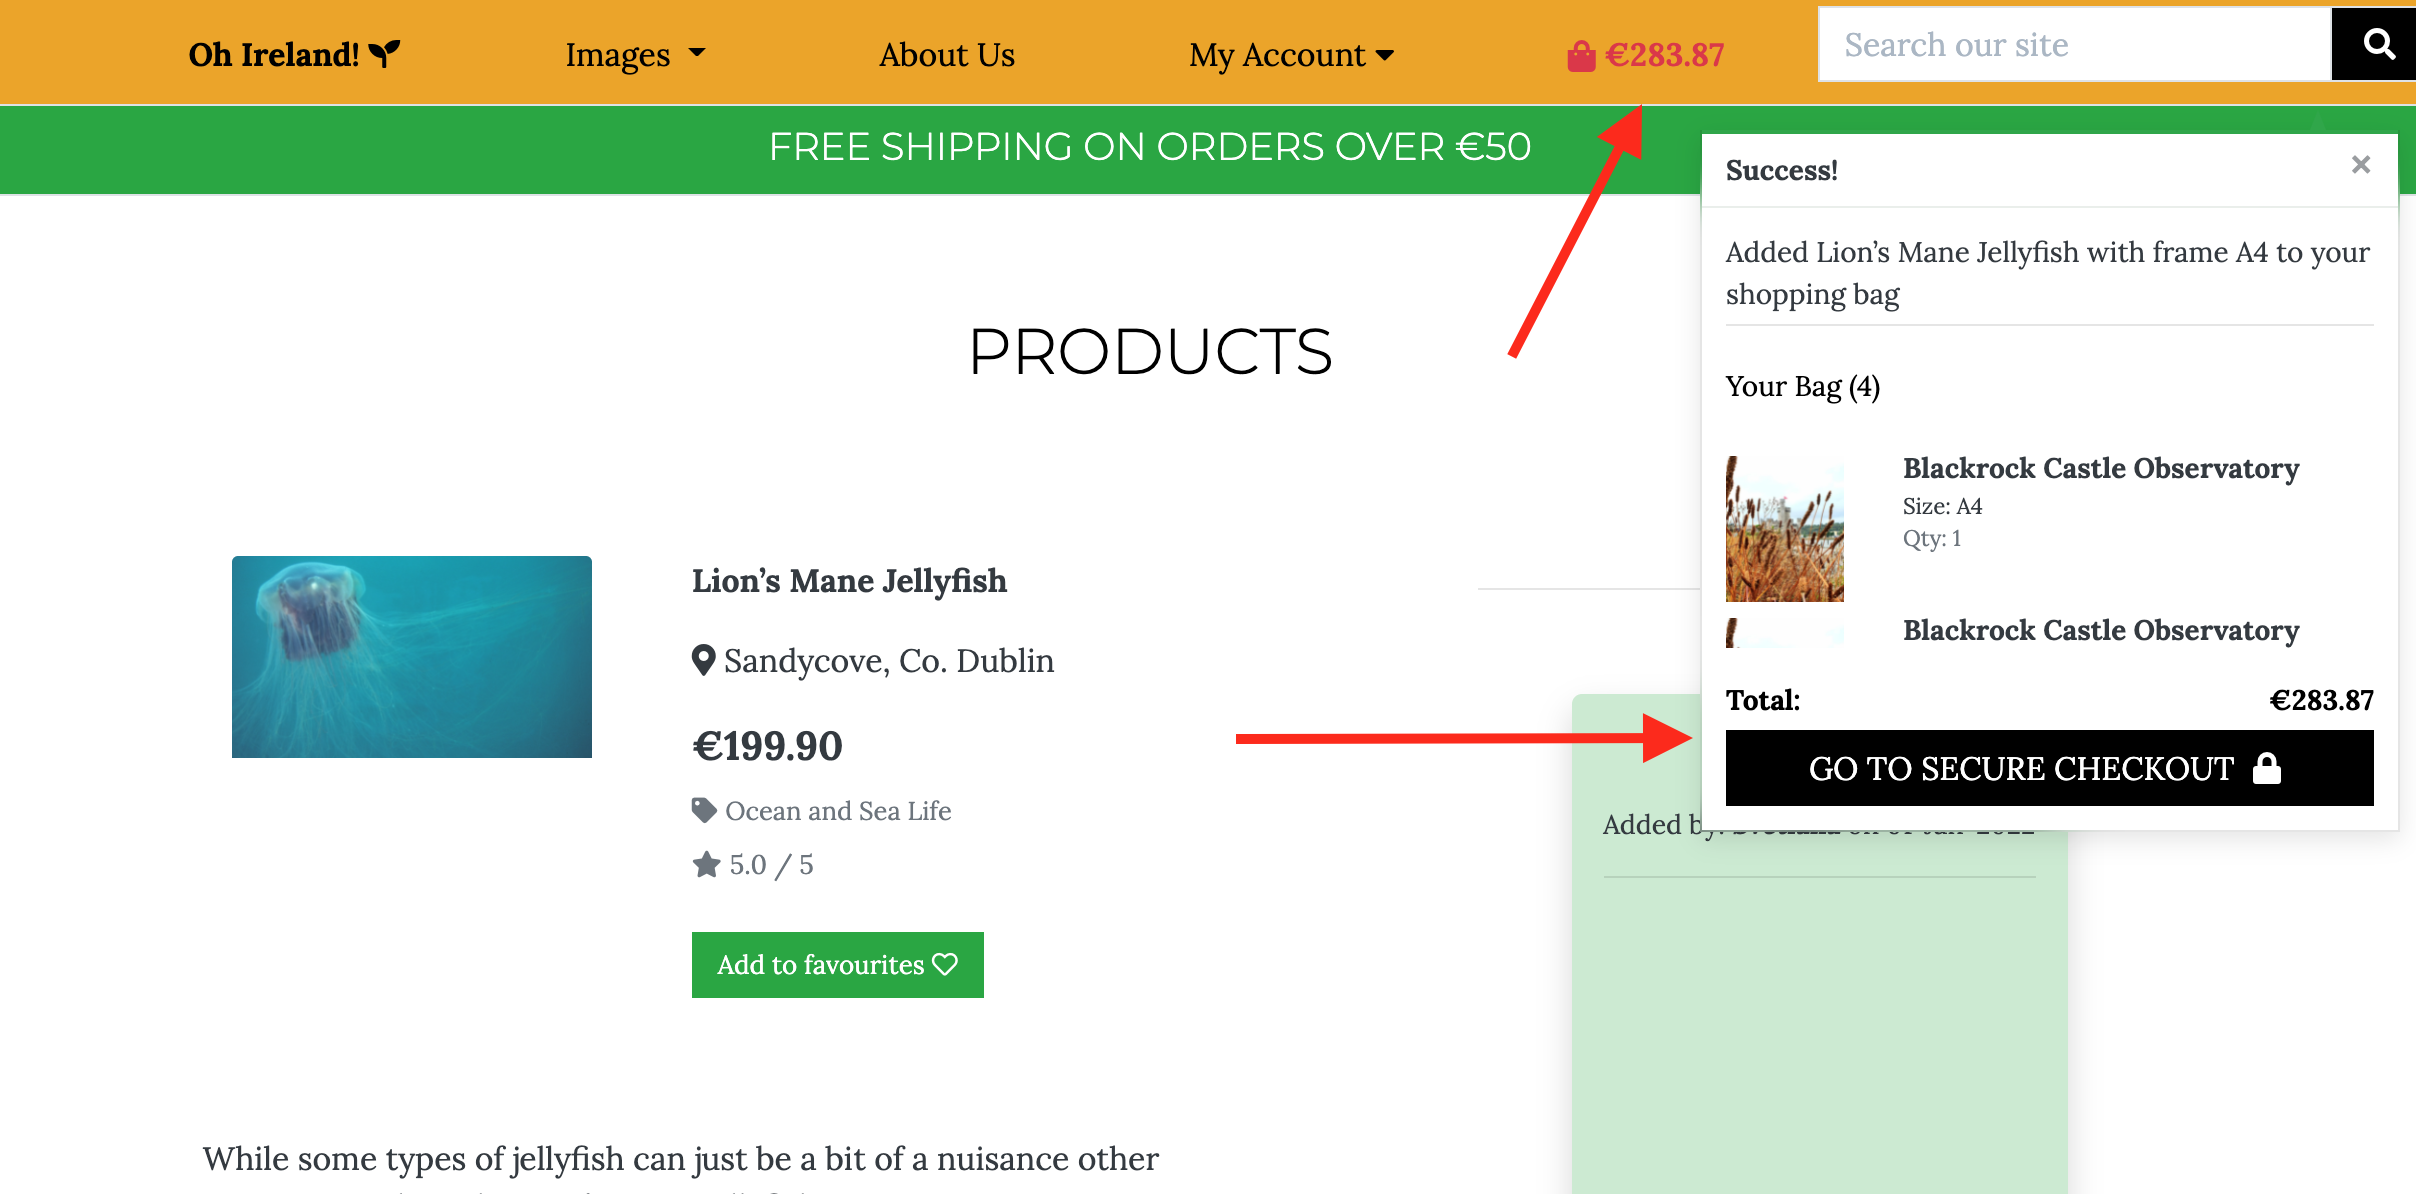 Oh Ireland!
Images
About Us
My Account
€283.87
Search our site
FREE SHIPPING ON ORDERS OVER €50
Success!
×
Added Lion’s Mane Jellyfish with frame A4 to your
shopping bag
Your Bag (4)
Blackrock Castle Observatory
Size: A4
Qty: 1
Blackrock Castle Observatory
Total: €283.87
GO TO SECURE CHECKOUT
PRODUCTS
Lion’s Mane Jellyfish
Sandycove, Co. Dublin
€199.90
Ocean and Sea Life
5.0 / 5
Add to favourites
Added by:
While some types of jellyfish can just be a bit of a nuisance other